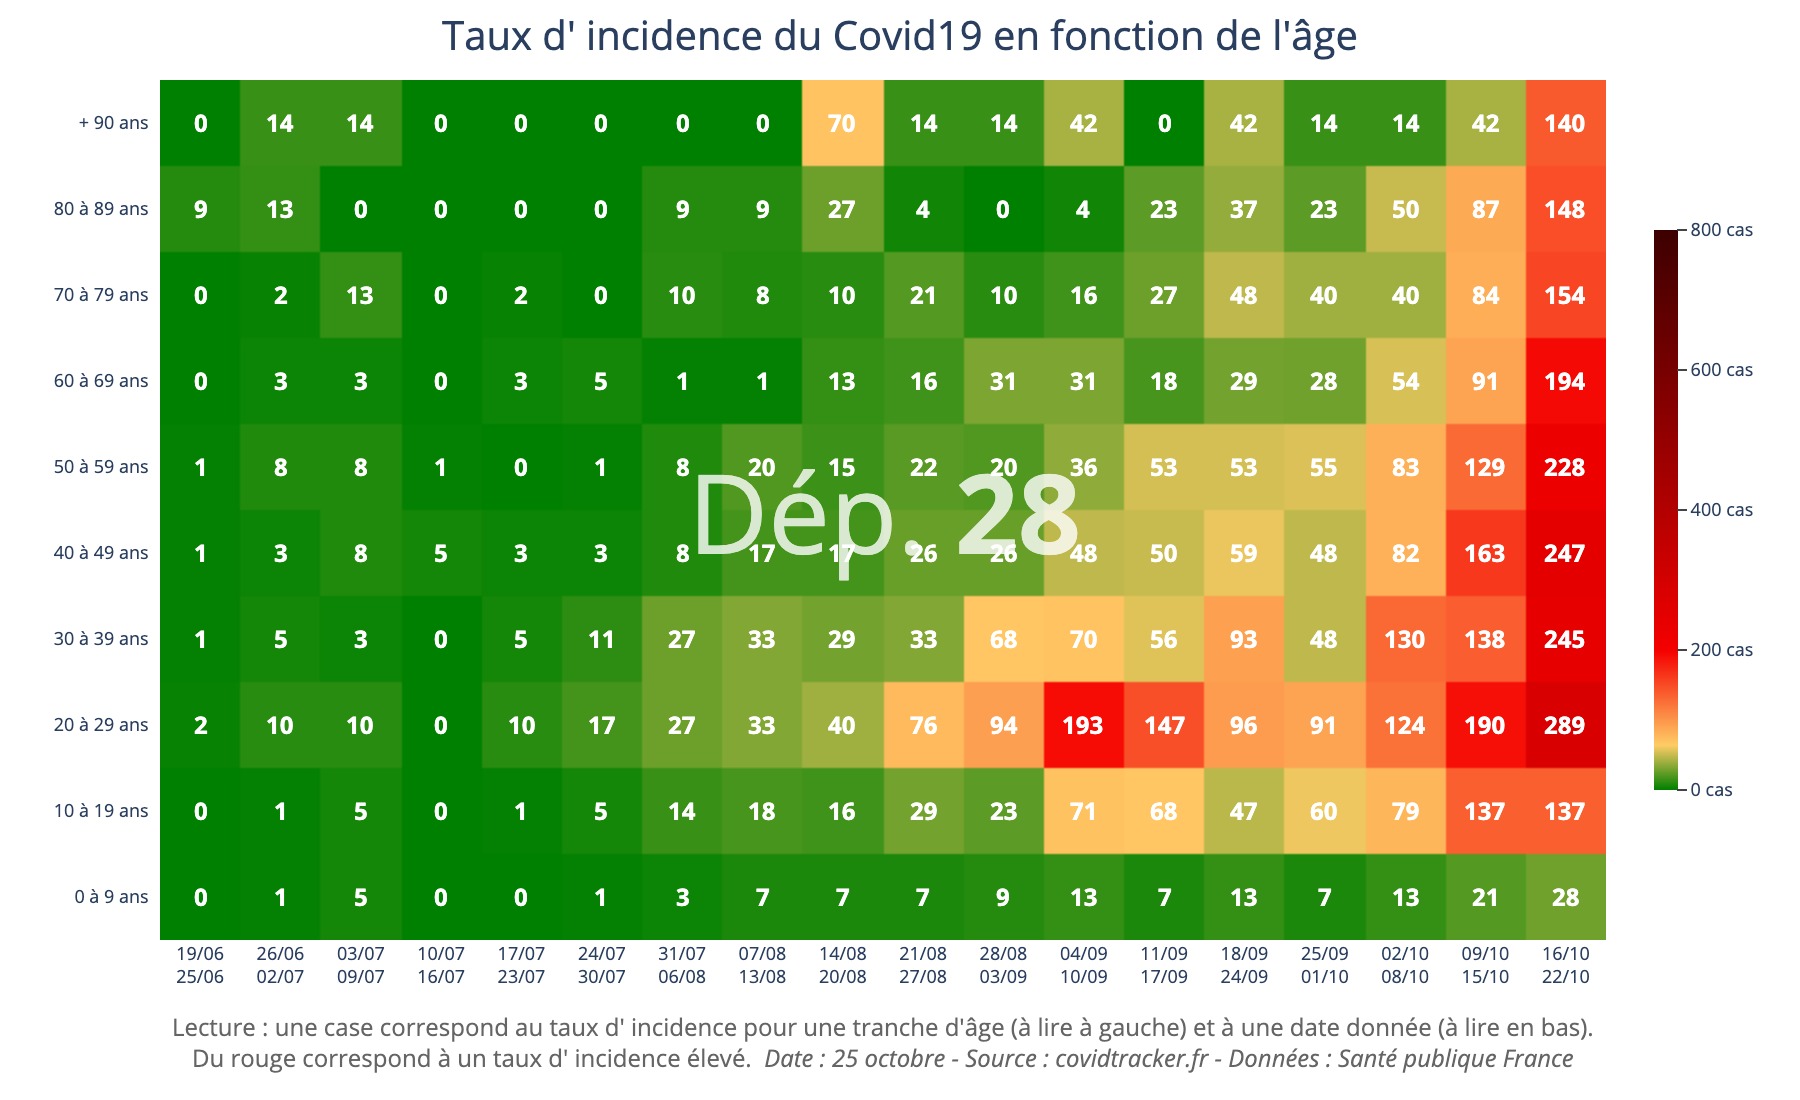 Taux d' incidence du Covid19 en fonction de l'âge
+ 90 ans 0 14 14 0 0 0 0 0 70 14 14 42 0 42 14 14 42 140
80 à 89 ans 9 13 0 0 0 0 9 9 27 4 0 4 23 37 23 50 87 148
70 à 79 ans 0 2 13 0 2 0 10 8 10 21 10 16 27 48 40 40 84 154
60 à 69 ans 0 3 3 0 3 5 1 1 13 16 31 31 18 29 28 54 91 194
50 à 59 ans 1 8 8 1 0 1 8 20 15 22 20 36 53 53 55 83 129 228
Dép. 28
40 à 49 ans 1 3 8 5 3 3 8 17 17 26 26 48 50 59 48 82 163 247
30 à 39 ans 1 5 3 0 5 11 27 33 29 33 68 70 56 93 48 130 138 245
20 à 29 ans 2 10 10 0 10 17 27 33 40 76 94 193 147 96 91 124 190 289
10 à 19 ans 0 1 5 0 1 5 14 18 16 29 23 71 68 47 60 79 137 137
0 à 9 ans 0 1 5 0 0 1 3 7 7 7 9 13 7 13 7 13 21 28
19/06 26/06 03/07 10/07 17/07 24/07 31/07 07/08 14/08 21/08 28/08 04/09 11/09 18/09 25/09 02/10 09/10 16/10
25/06 02/07 09/07 16/07 23/07 30/07 06/08 13/08 20/08 27/08 03/09 10/09 17/09 24/09 01/10 08/10 15/10 22/10
800 cas
600 cas
400 cas
200 cas
0 cas
Lecture : une case correspond au taux d' incidence pour une tranche d'âge (à lire à gauche) et à une date donnée (à lire en bas).
Du rouge correspond à un taux d' incidence élevé. Date : 25 octobre - Source : covidtracker.fr - Données : Santé publique France